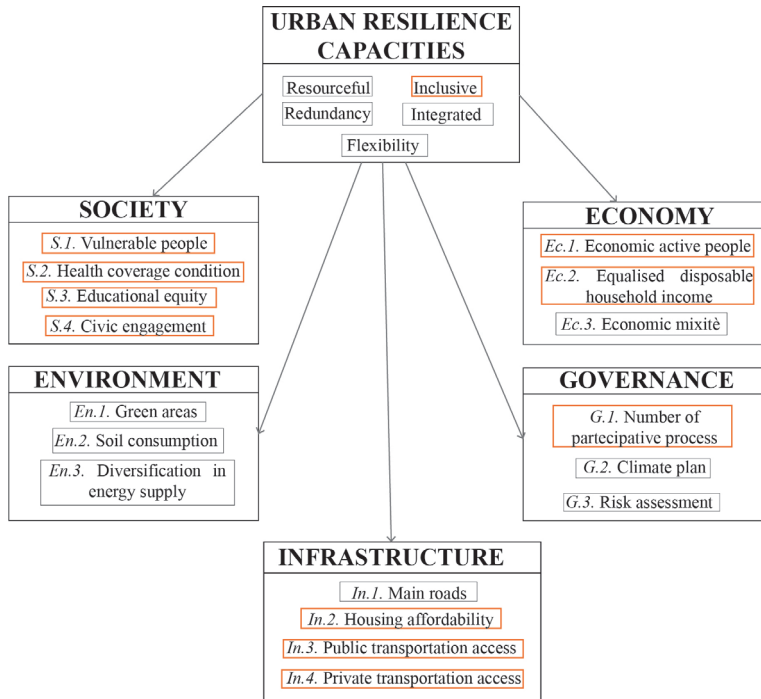 URBAN RESILIENCE
CAPACITIES
Resourceful
Inclusive
Redundancy
Integrated
Flexibility
SOCIETY
S.1. Vulnerable people
S.2. Health coverage condition
S.3. Educational equity
S.4. Civic engagement
ECONOMY
Ec.1. Economic active people
Ec.2. Equalised disposable
household income
Ec.3. Economic mixitè
ENVIRONMENT
En.1. Green areas
En.2. Soil consumption
En.3. Diversification in
energy supply
GOVERNANCE
G.1. Number of
partecipative process
G.2. Climate plan
G.3. Risk assessment
INFRASTRUCTURE
In.1. Main roads
In.2. Housing affordability
In.3. Public transportation access
In.4. Private transportation access